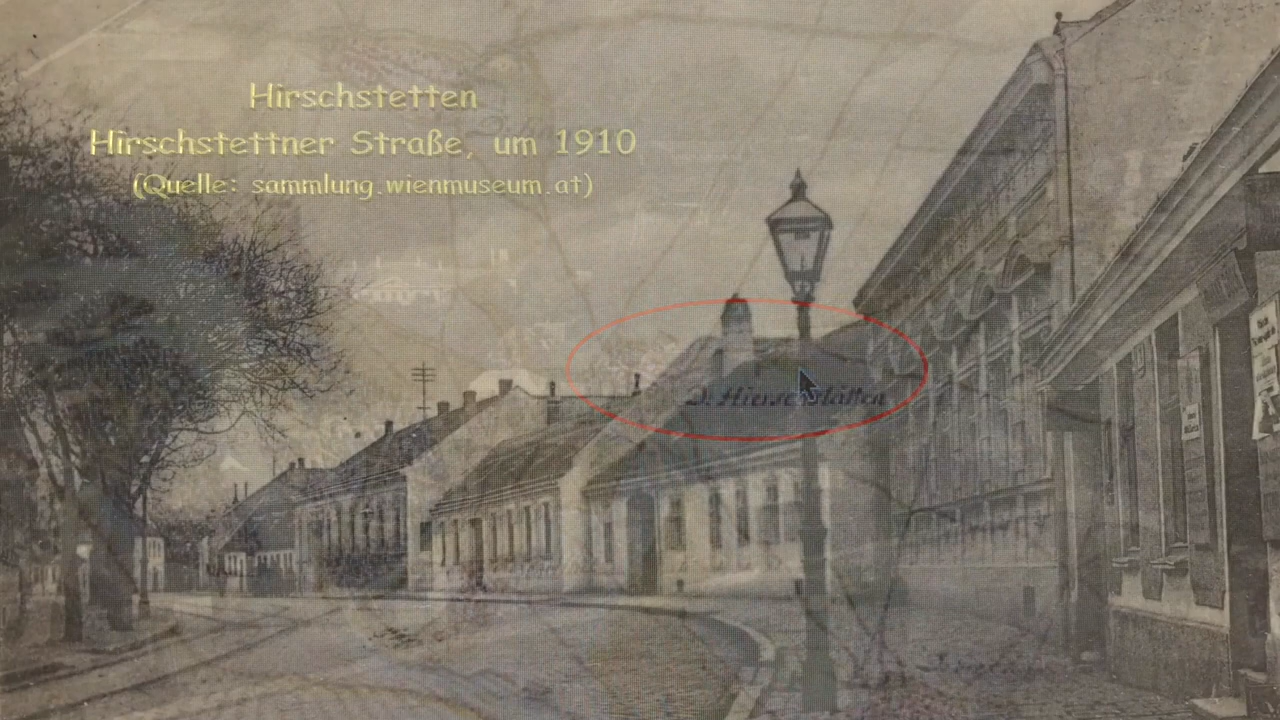 Hirschstetten
Hirschstettner Straße, um 1910
(Quelle: sammlung.wienmuseum.at)